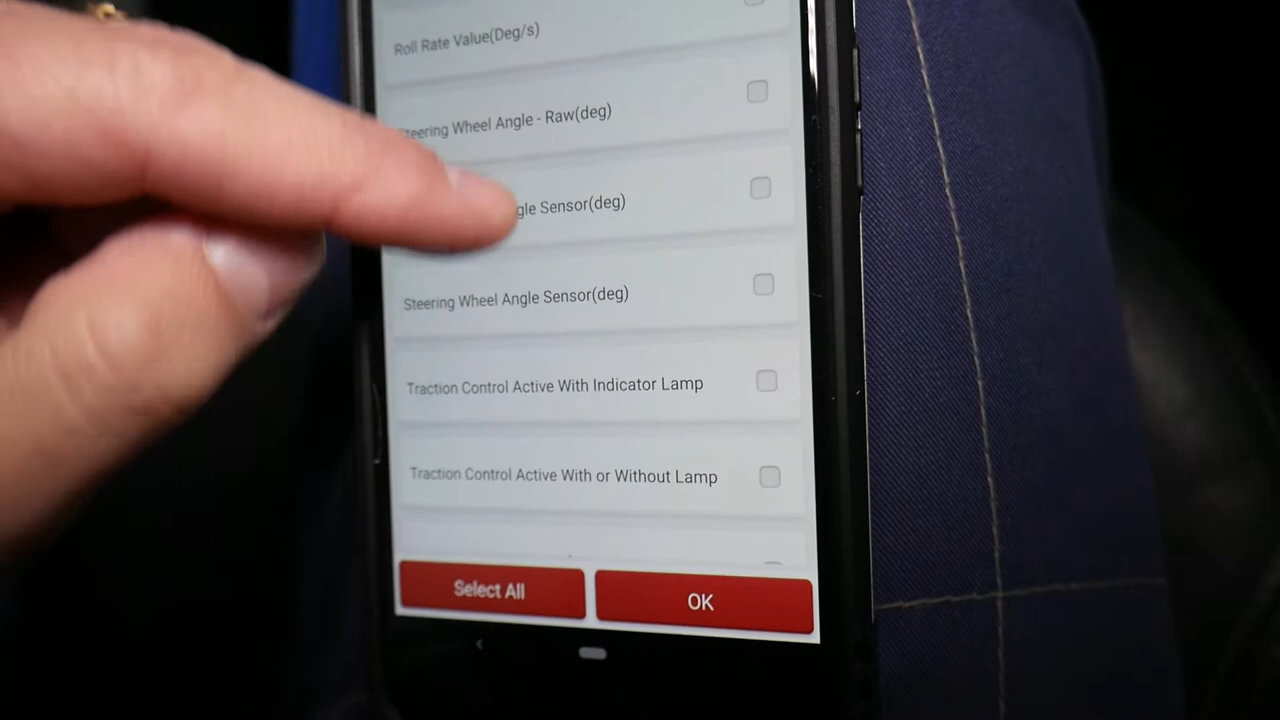 Roll Rate Value(Deg/s)
Steering Wheel Angle - Raw(deg)
Sensor(deg)
Steering Wheel Angle Sensor(deg)
Traction Control Active With Indicator Lamp
Traction Control Active With or Without Lamp
Select All
OK